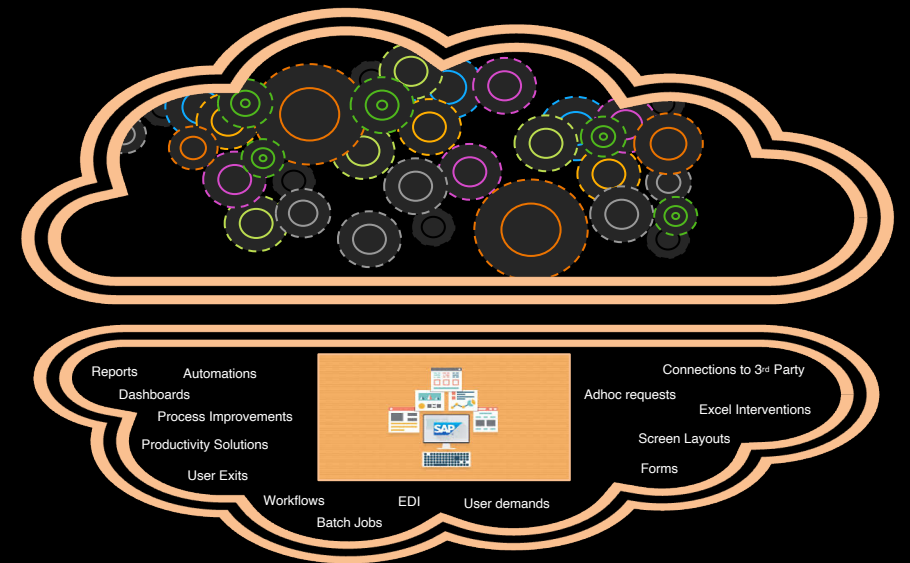 Reports
Automations
Dashboards
Process Improvements
Productivity Solutions
User Exits
Workflows
Batch Jobs
EDI
User demands
SAP
Connections to 3rd Party
Adhoc requests
Excel Interventions
Screen Layouts
Forms